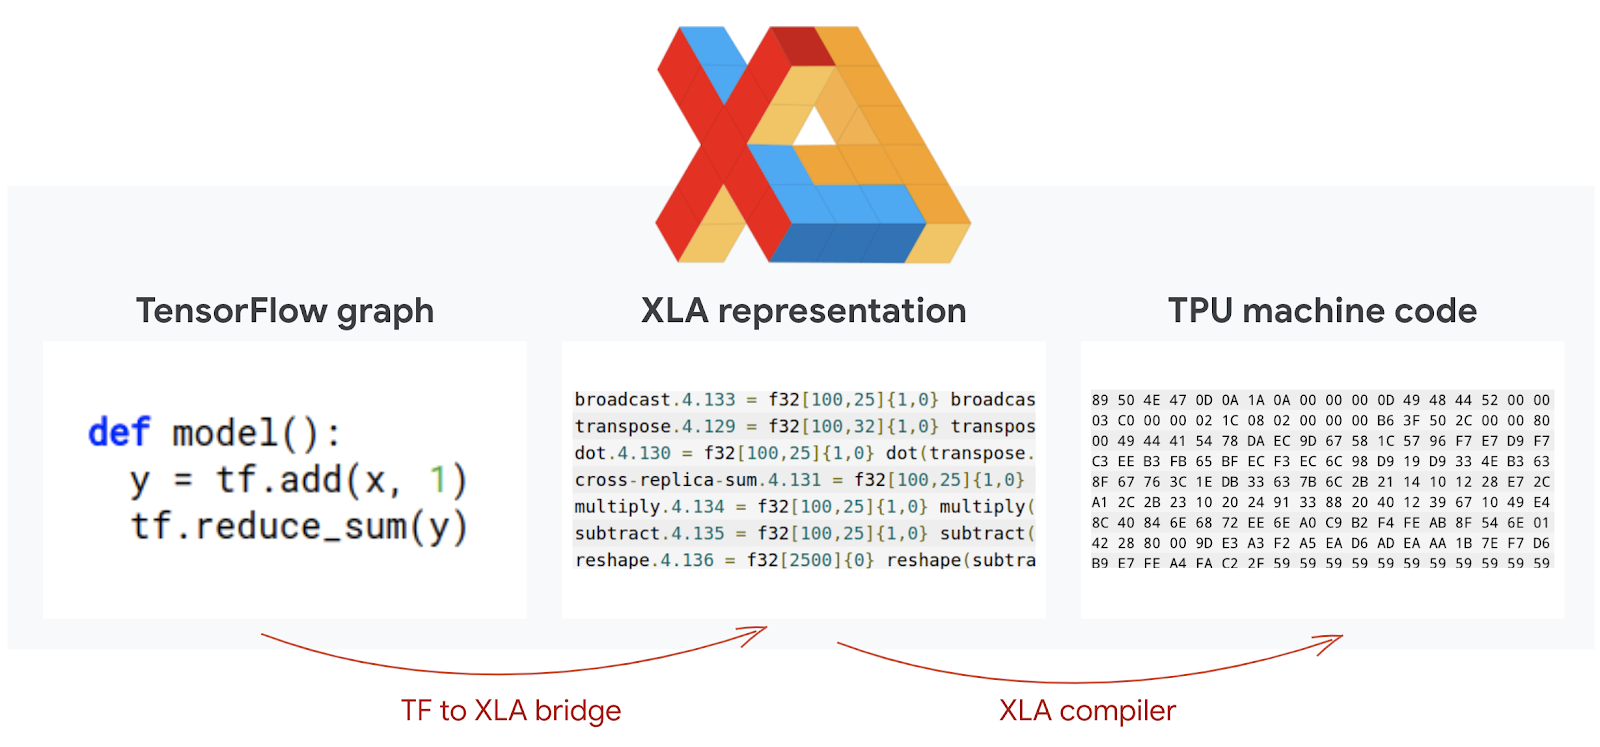 TensorFlow graph
def model():
y = tf.add(x, 1)
tf.reduce_sum(y)
XLA representation
broadcast.4.133 = f32[100,25]{1,0} broadcas
transpose.4.129 = f32[100,32]{1,0} transpos
dot.4.130 = f32[100,25]{1,0} dot(transpose.
cross-replica-sum.4.131 = f32[100,25]{1,0}
multiply.4.134 = f32[100,25]{1,0} multiply(
subtract.4.135 = f32[100,25]{1,0} subtract(
reshape.4.136 = f32[2500]{0} reshape(subtra
TPU machine code
89 50 4E 47 0D 0A 1A 0A 00 00 00 0D 49 48 44 52 00 00
03 C0 00 00 02 1C 08 02 00 00 00 B6 3F 50 2C 00 00 80
00 49 44 41 54 78 DA EC 9D 67 58 1C 57 96 F7 E7 D9 F7
C3 EE B3 FB 65 BF EC F3 EC 6C 98 D9 19 D9 33 4E B3 63
8F 67 76 3C 1E DB 33 63 7B 6C 2B 21 14 10 12 28 E7 2C
A1 2C 2B 23 10 20 24 91 33 88 20 40 12 39 67 10 49 E4
8C 40 84 6E 68 72 EE 6E A0 C9 B2 F4 FE AB 8F 54 6E 01
42 28 80 00 9D E3 A3 F2 A5 EA D6 AD EA AA 1B 7E F7 D6
B9 E7 FE A4 FA C2 2F 59 59 59 59 59 59 59 59 59 59 59
TF to XLA bridge
XLA compiler